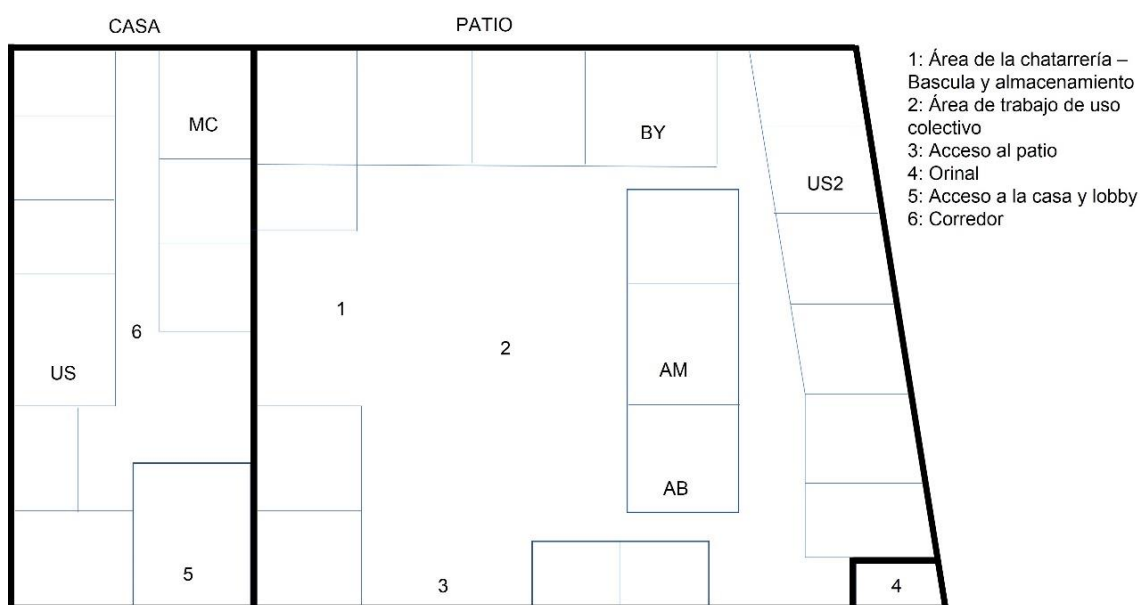 CASA
PATIO
1: Área de la chatarrería –
Bascula y almacenamiento
2: Área de trabajo de uso
colectivo
3: Acceso al patio
4: Orinal
5: Acceso a la casa y lobby
6: Corredor
MC
BY
US2
1
6
2
US
AM
AB
5
3
4